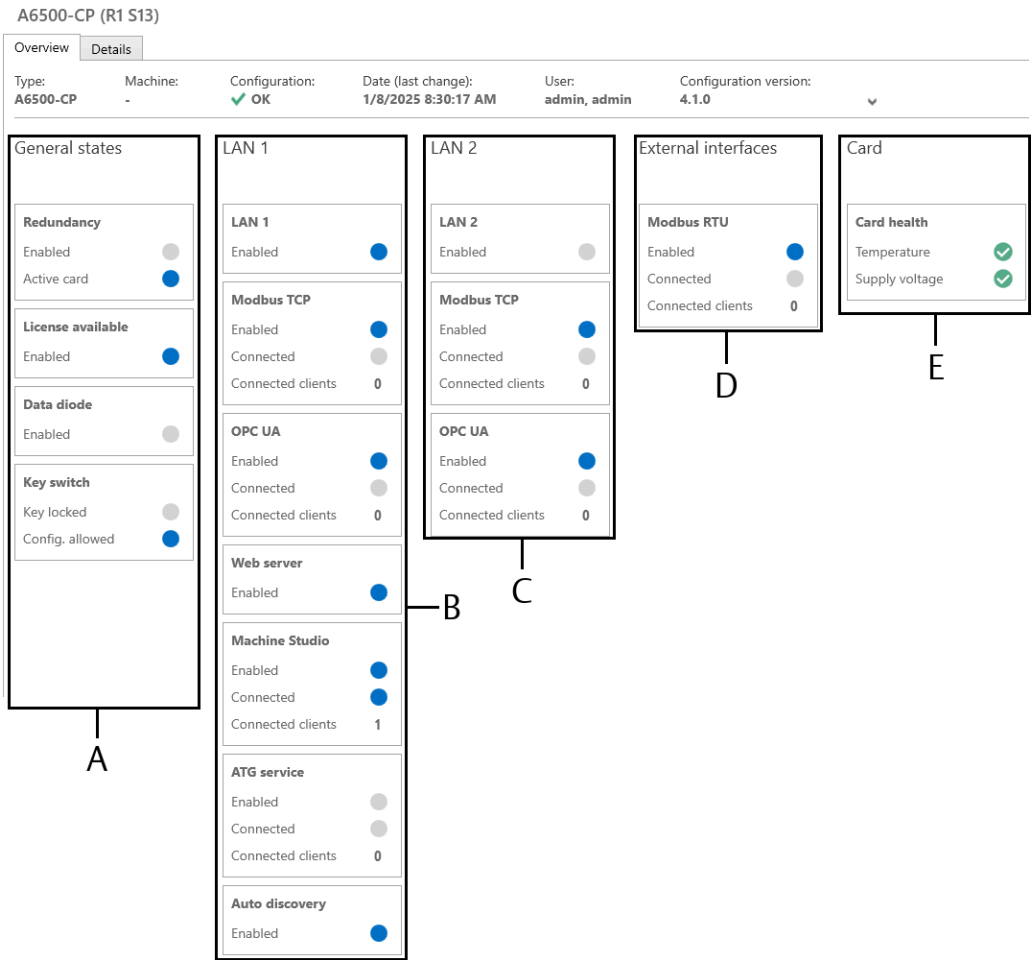 A6500-CP (R1 S13)
Overview Details
Type: Machine: Configuration: Date (last change): User: Configuration version:
A6500-CP - OK 1/8/2025 8:30:17 AM admin, admin 4.1.0
General states
Redundancy
Enabled
Active card
License available
Enabled
Data diode
Enabled
Key switch
Key locked
Config. allowed
A
LAN 1
LAN 1
Enabled
Modbus TCP
Enabled
Connected
Connected clients 0
OPC UA
Enabled
Connected
Connected clients 0
Web server
Enabled
Machine Studio
Enabled
Connected
Connected clients 1
ATG service
Enabled
Connected
Connected clients 0
Auto discovery
Enabled
B
LAN 2
LAN 2
Enabled
Modbus TCP
Enabled
Connected
Connected clients 0
OPC UA
Enabled
Connected
Connected clients 0
C
External interfaces
Modbus RTU
Enabled
Connected
Connected clients 0
D
Card
Card health
Temperature
Supply voltage
E